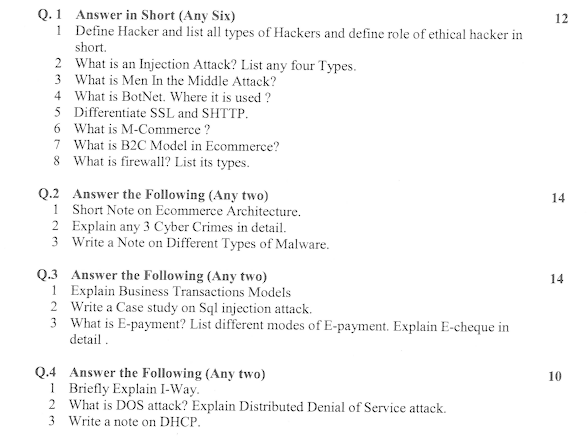 Q. 1 Answer in Short (Any Six) 12
1 Define Hacker and list all types of Hackers and define role of ethical hacker in
short.
2 What is an Injection Attack? List any four Types.
3 What is Men In the Middle Attack?
4 What is BotNet. Where it is used ?
5 Differentiate SSL and SHTTP.
6 What is M-Commerce ?
7 What is B2C Model in Ecommerce?
8 What is firewall? List its types.
Q.2 Answer the Following (Any two) 14
1 Short Note on Ecommerce Architecture.
2 Explain any 3 Cyber Crimes in detail.
3 Write a Note on Different Types of Malware.
Q.3 Answer the Following (Any two) 14
1 Explain Business Transactions Models
2 Write a Case study on Sql injection attack.
3 What is E-payment? List different modes of E-payment. Explain E-cheque in
detail .
Q.4 Answer the Following (Any two) 10
1 Briefly Explain I-Way.
2 What is DOS attack? Explain Distributed Denial of Service attack.
3 Write a note on DHCP.